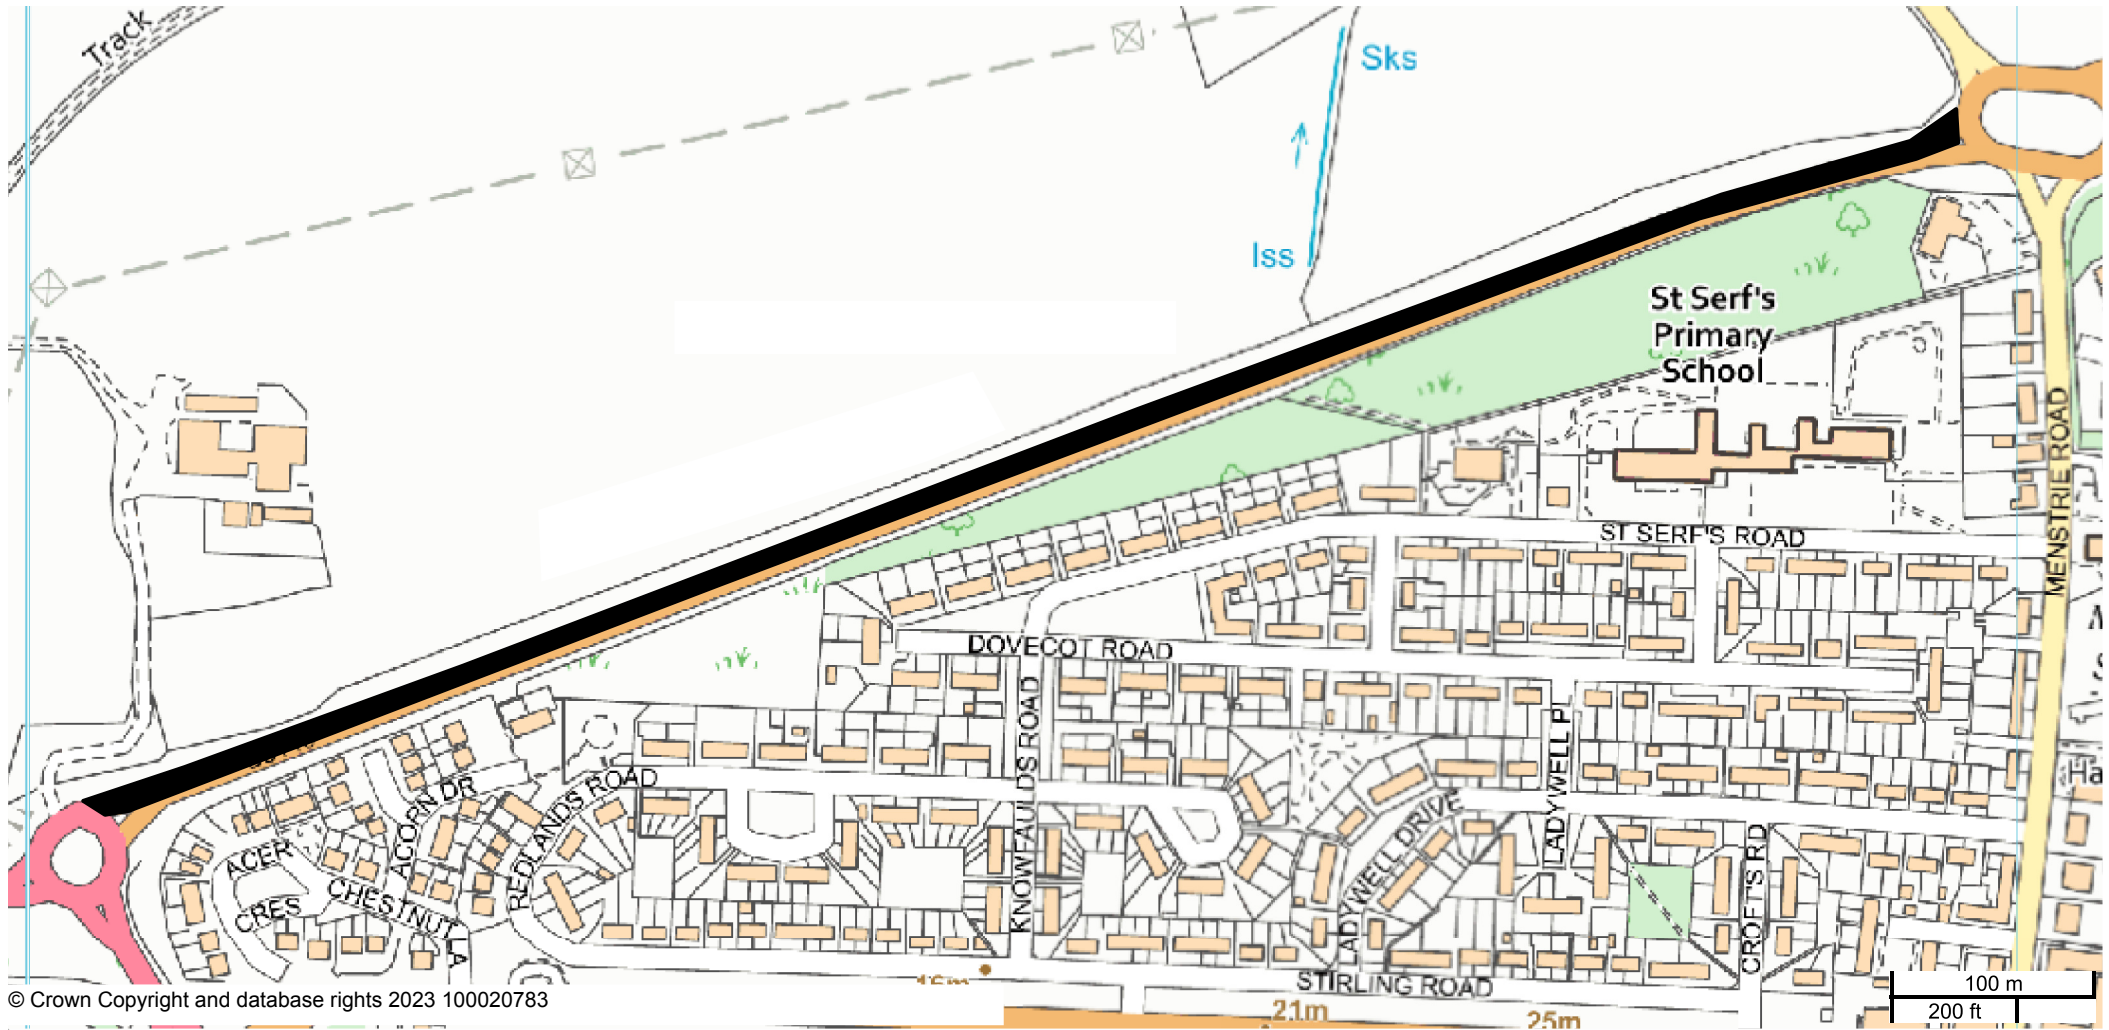 Track
Sks
Iss
St Serf's
Primary
School
MENSTRIE ROAD
ST SERF'S ROAD
DOVECOT ROAD
KNOWEFAULDS ROAD
LADYWELL P
REDLANDS ROAD
ACORN DR
LADYWELL DRIVE
CROFT'S RD
ACER
CRES
CHESTNUT LA
Ha
STIRLING ROAD
16m
21m
25m
100 m
200 ft
© Crown Copyright and database rights 2023 100020783